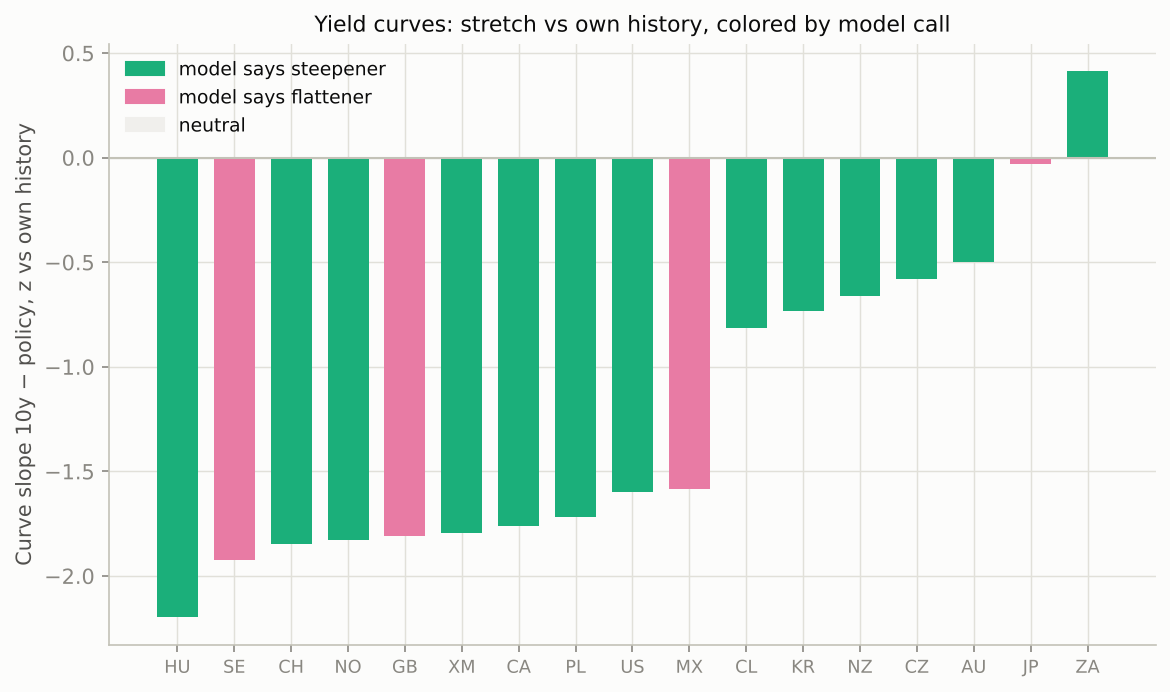 Yield curves: stretch vs own history, colored by model call
model says steepener
model says flattener
neutral
Curve slope 10y − policy, z vs own history
0.5
0.0
−0.5
−1.0
−1.5
−2.0
HU SE CH NO GB XM CA PL US MX CL KR NZ CZ AU JP ZA